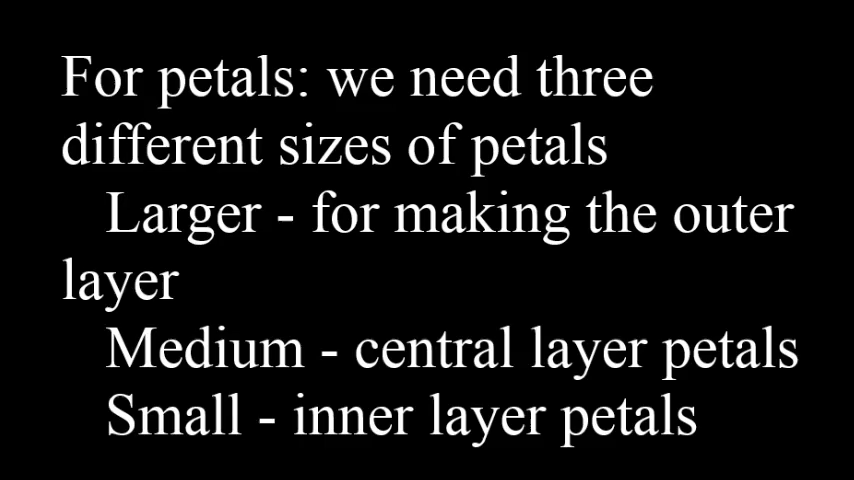 For petals: we need three
different sizes of petals
Larger - for making the outer
layer
Medium - central layer petals
Small - inner layer petals